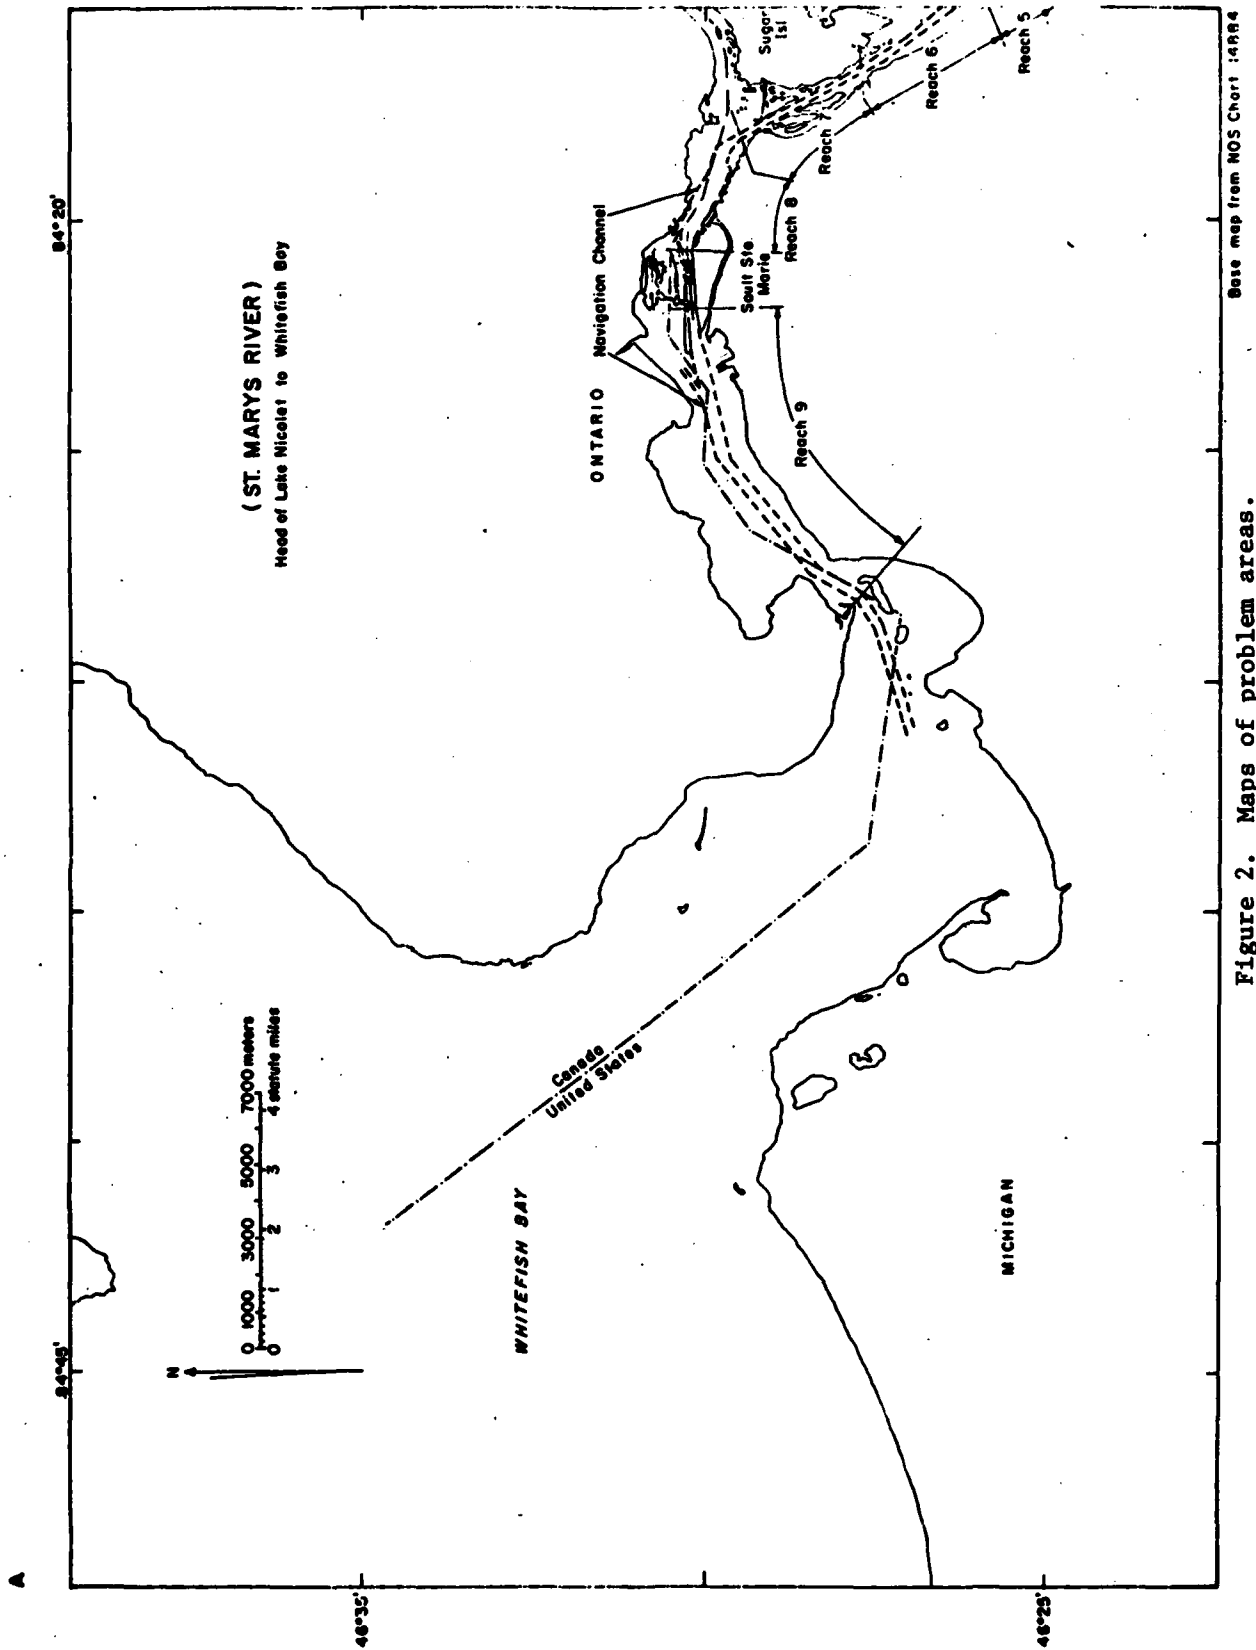 A
84°45'
84°20'
46°35'
46°25'
(ST. MARYS RIVER)
Head of Lake Nicolet to Whitefish Bay
N
0 1000 3000 5000 7000 meters
0 1 2 3 4 statute miles
WHITEFISH BAY
Canada
United States
MICHIGAN
ONTARIO
Navigation Channel
Sault Ste.
Marie
Sugar
Isl
Reach 9
Reach 8
Reach 7
Reach 6
Reach 5
Base map from NOS Chart 14884
Figure 2. Maps of problem areas.